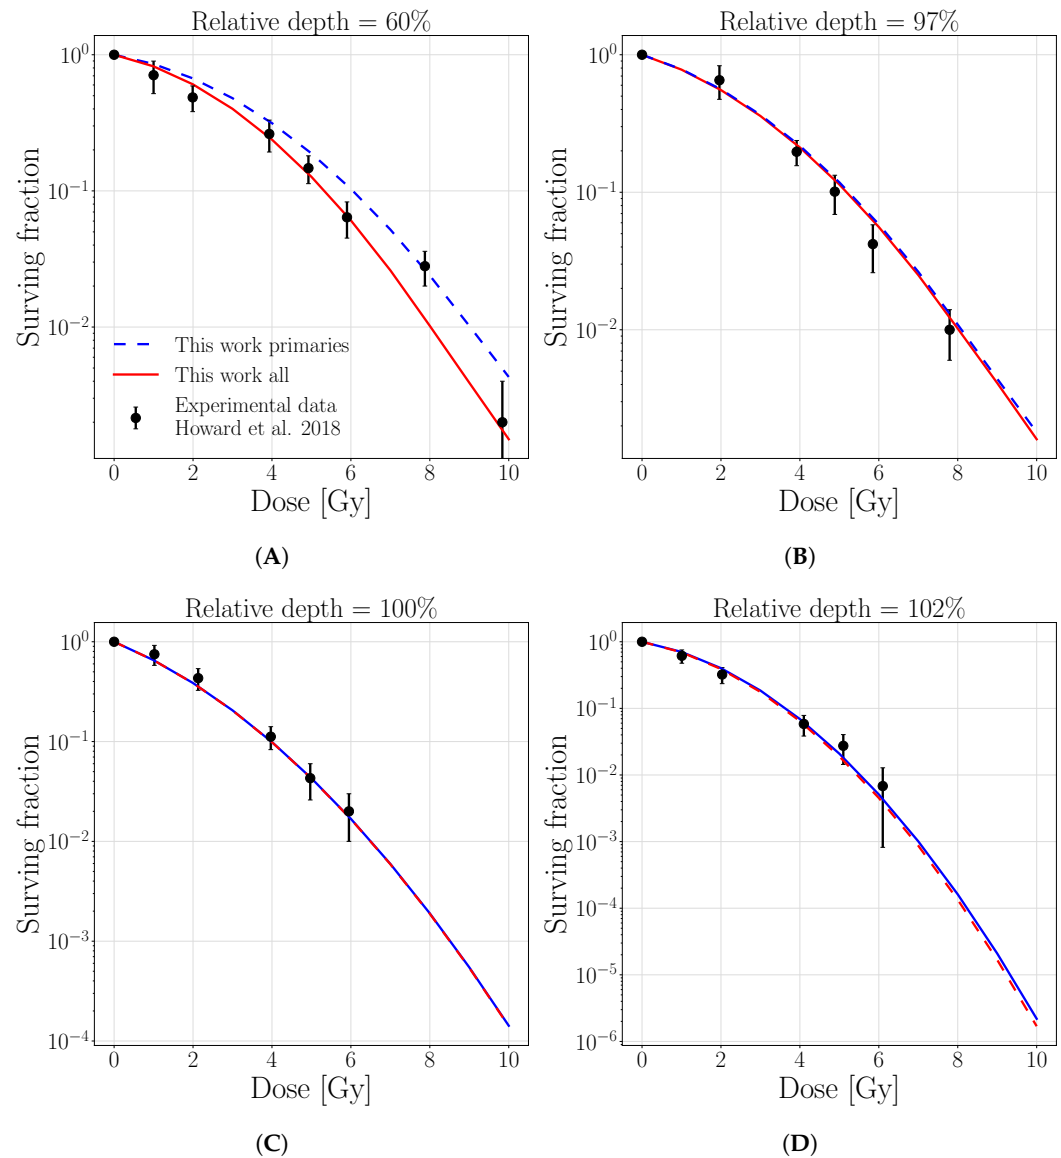 Relative depth = 60%
10^0
10^−1
10^−2
Surving fraction
This work primaries
This work all
Experimental data
Howard et al. 2018
0 2 4 6 8 10
Dose [Gy]
(A)
Relative depth = 97%
10^0
10^−1
10^−2
Surving fraction
0 2 4 6 8 10
Dose [Gy]
(B)
Relative depth = 100%
10^0
10^−1
10^−2
10^−3
10^−4
Surving fraction
0 2 4 6 8 10
Dose [Gy]
(C)
Relative depth = 102%
10^0
10^−1
10^−2
10^−3
10^−4
10^−5
10^−6
Surving fraction
0 2 4 6 8 10
Dose [Gy]
(D)